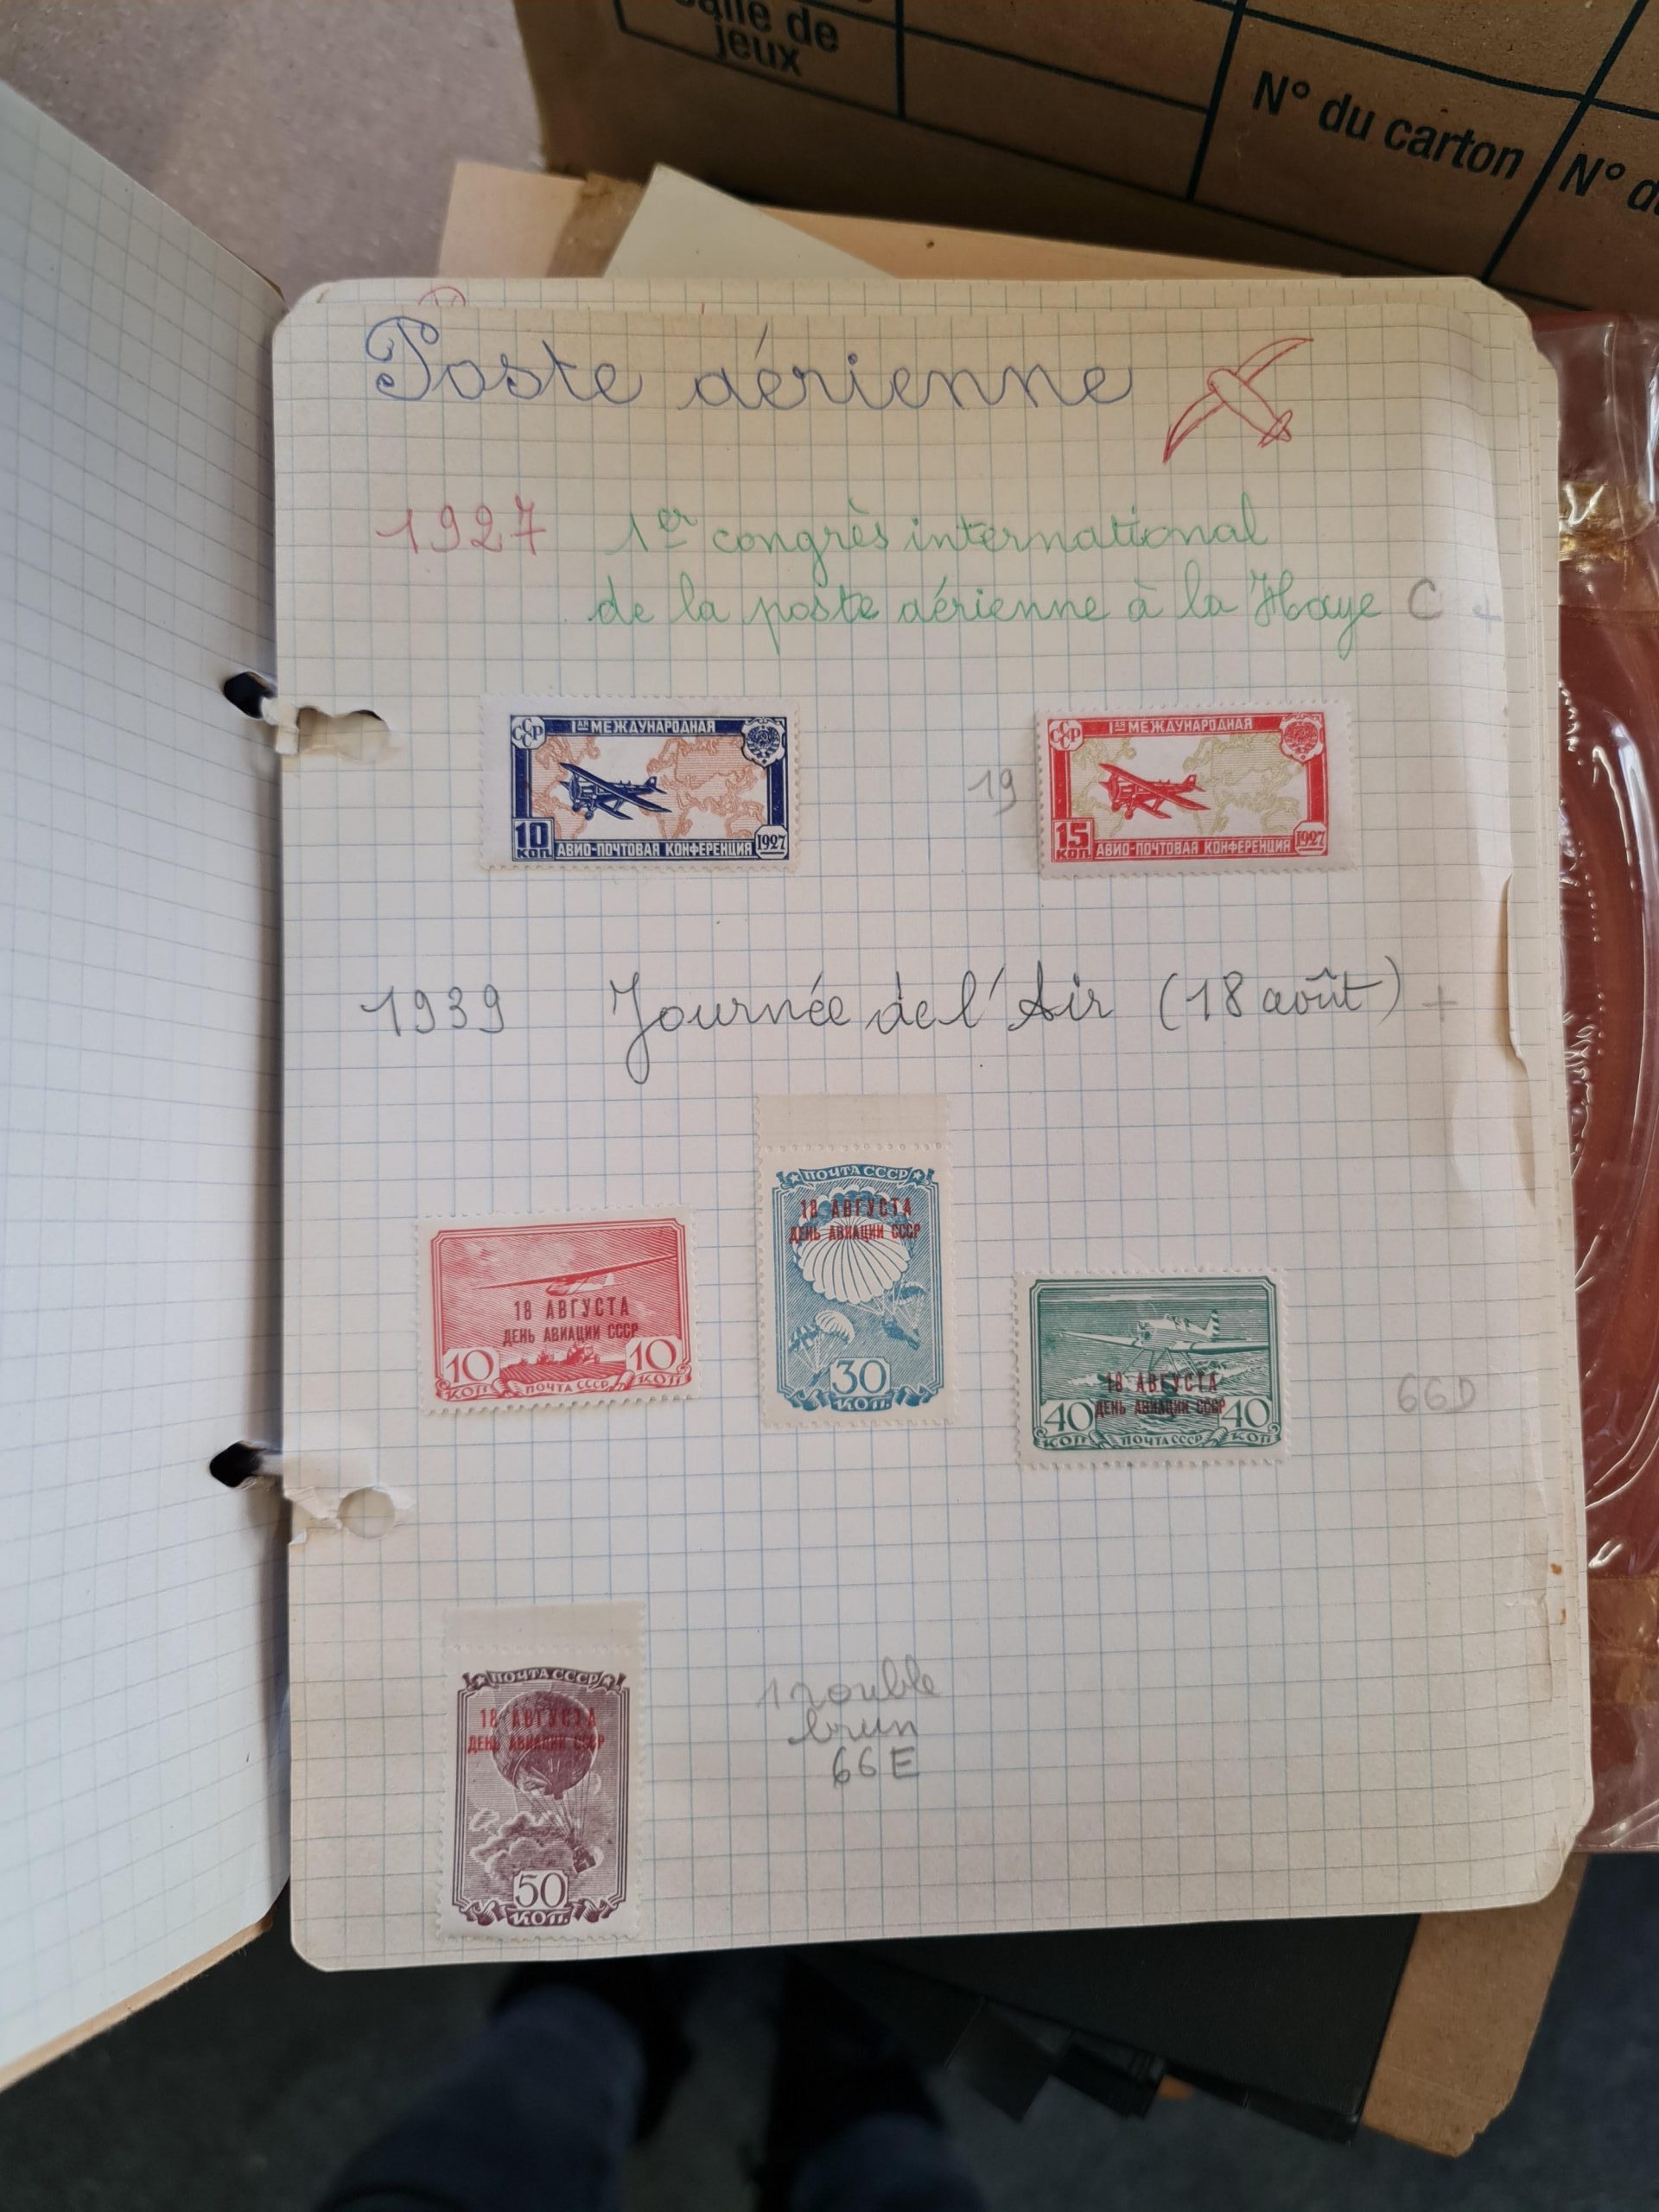 Salle de
jeux
N° du carton
N° d
Poste aérienne
1927 1er congrès international
de la poste aérienne à la Haye C +
CCCP
1ая МЕЖДУНАРОДНАЯ
10
КОП.
АВИО-ПОЧТОВАЯ КОНФЕРЕНЦИЯ
1927
19
CCCP
1ая МЕЖДУНАРОДНАЯ
15
КОП.
АВИО-ПОЧТОВАЯ КОНФЕРЕНЦИЯ
1927
1939 Journée de l'Air (18 août) +
18 АВГУСТА
ДЕНЬ АВИАЦИИ СССР
10 10
КОП. ПОЧТА СССР КОП.
ПОЧТА СССР
18 АВГУСТА
ДЕНЬ АВИАЦИИ СССР
30
КОП.
18 АВГУСТА
ДЕНЬ АВИАЦИИ СССР
40 40
КОП. ПОЧТА СССР КОП.
66D
ПОЧТА СССР
18 АВГУСТА
ДЕНЬ АВИАЦИИ СССР
50
КОП.
1 rouble
brun
66E